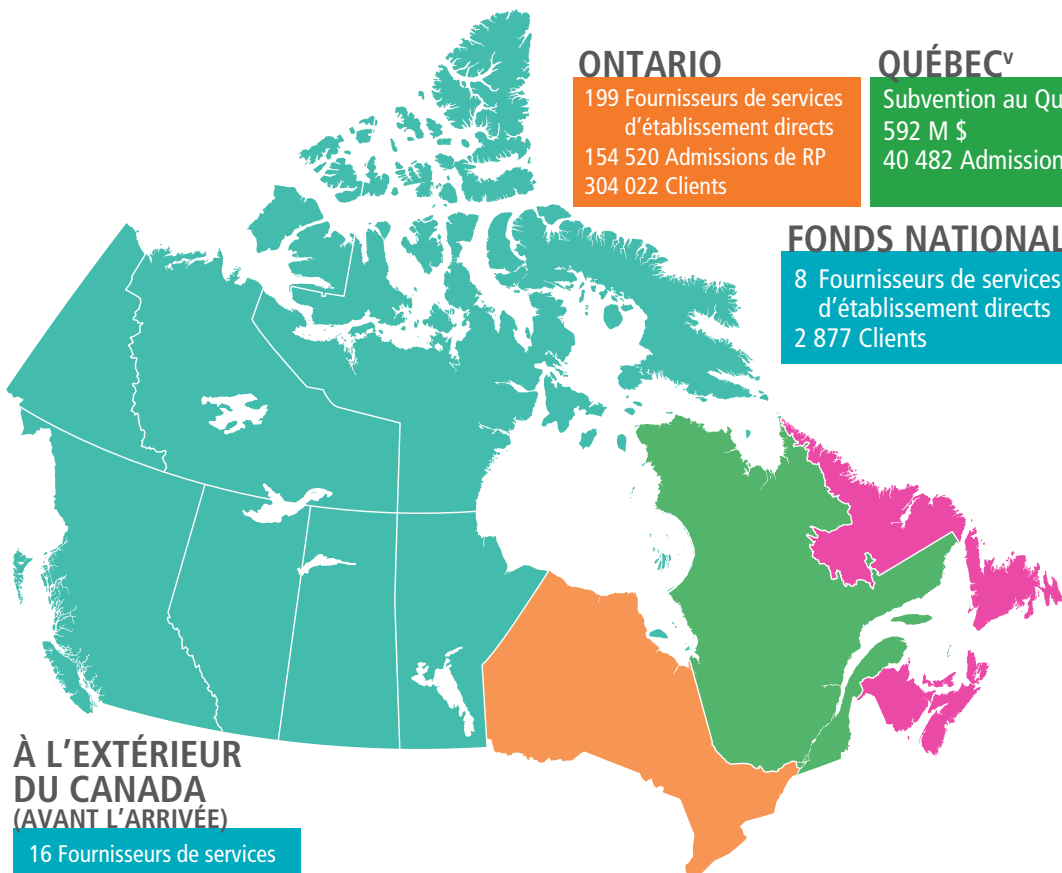 ONTARIO
199 Fournisseurs de services
d'établissement directs
154 520 Admissions de RP
304 022 Clients
QUÉBECᵛ
Subvention au Qu
592 M $
40 482 Admission
FONDS NATIONAL
8 Fournisseurs de services
d'établissement directs
2 877 Clients
À L'EXTÉRIEUR
DU CANADA
(AVANT L'ARRIVÉE)
16 Fournisseurs de services